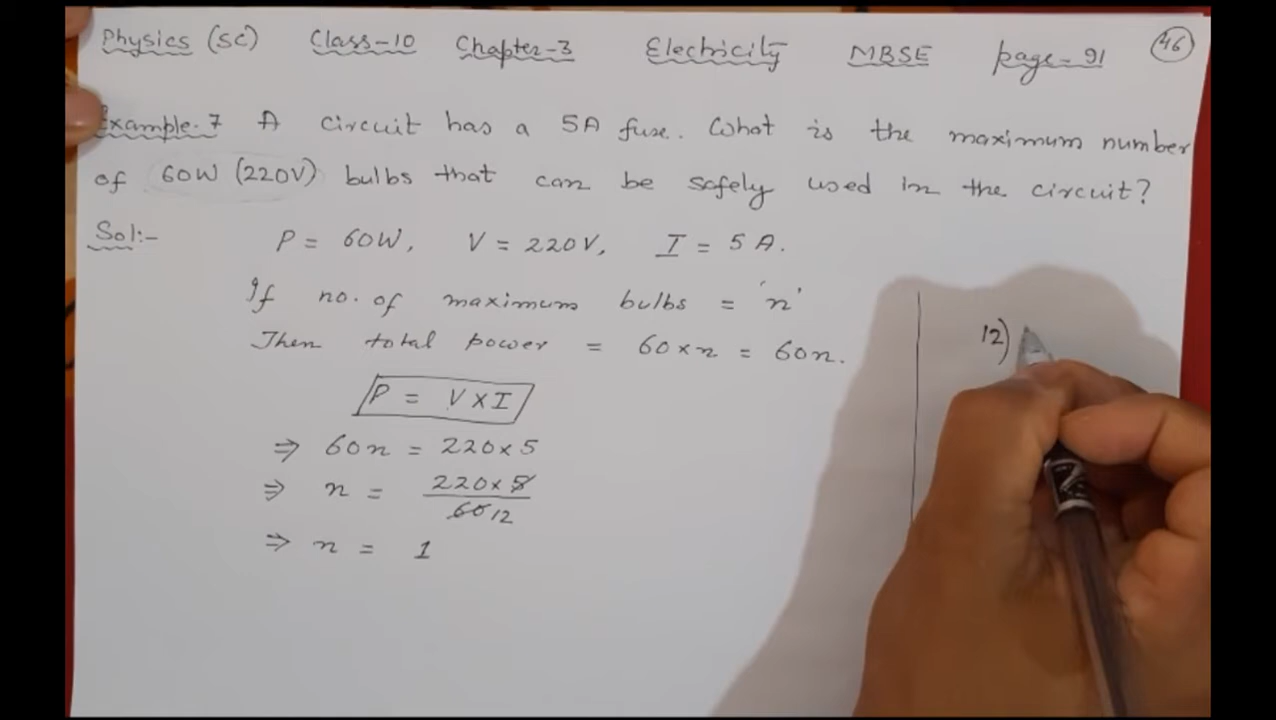 Physics (SC) Class-10 Chapter-3 Electricity MBSE page-91 46
Example-7 A circuit has a 5A fuse. What is the maximum number
of 60W (220V) bulbs that can be safely used in the circuit?
Sol:-
P = 60W, V = 220V, I = 5A.
If no. of maximum bulbs = 'n'
Then total power = 60×n = 60n.
P = V×I
⇒ 60n = 220×5
⇒ n = 220×5/60 12
⇒ n = 1
12)